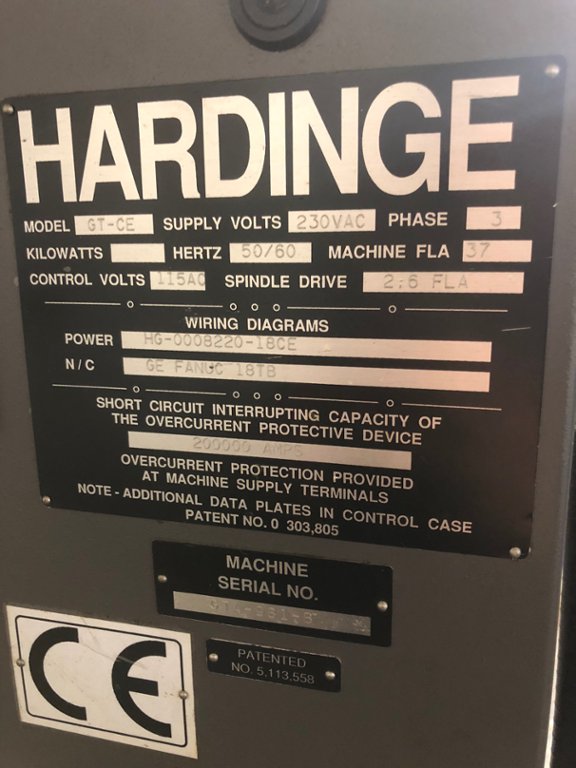 HARDINGE
MODEL GT-CE SUPPLY VOLTS 230VAC PHASE 3
KILOWATTS HERTZ 50/60 MACHINE FLA 37
CONTROL VOLTS 115AC SPINDLE DRIVE 2.6 FLA
WIRING DIAGRAMS
POWER HG-0008220-18CE
N/C GE FANUC 18TB
SHORT CIRCUIT INTERRUPTING CAPACITY OF
THE OVERCURRENT PROTECTIVE DEVICE
200000 AMPS
OVERCURRENT PROTECTION PROVIDED
AT MACHINE SUPPLY TERMINALS
NOTE - ADDITIONAL DATA PLATES IN CONTROL CASE
PATENT NO. 0 303,805
MACHINE
SERIAL NO.
CE
PATENTED
NO. 5,113,558